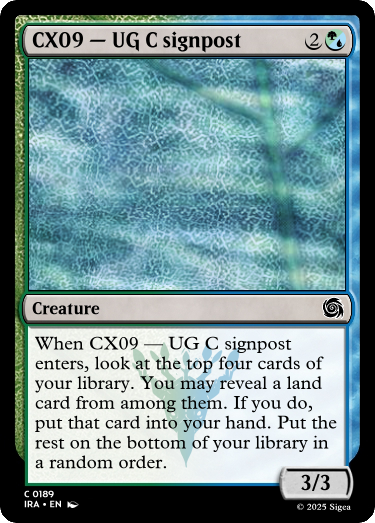 CX09 — UG C signpost 2
Creature
When CX09 — UG C signpost
enters, look at the top four cards of
your library. You may reveal a land
card from among them. If you do,
put that card into your hand. Put the
rest on the bottom of your library in
a random order.
3/3
C 0189
IRA • EN
© 2025 Sigea